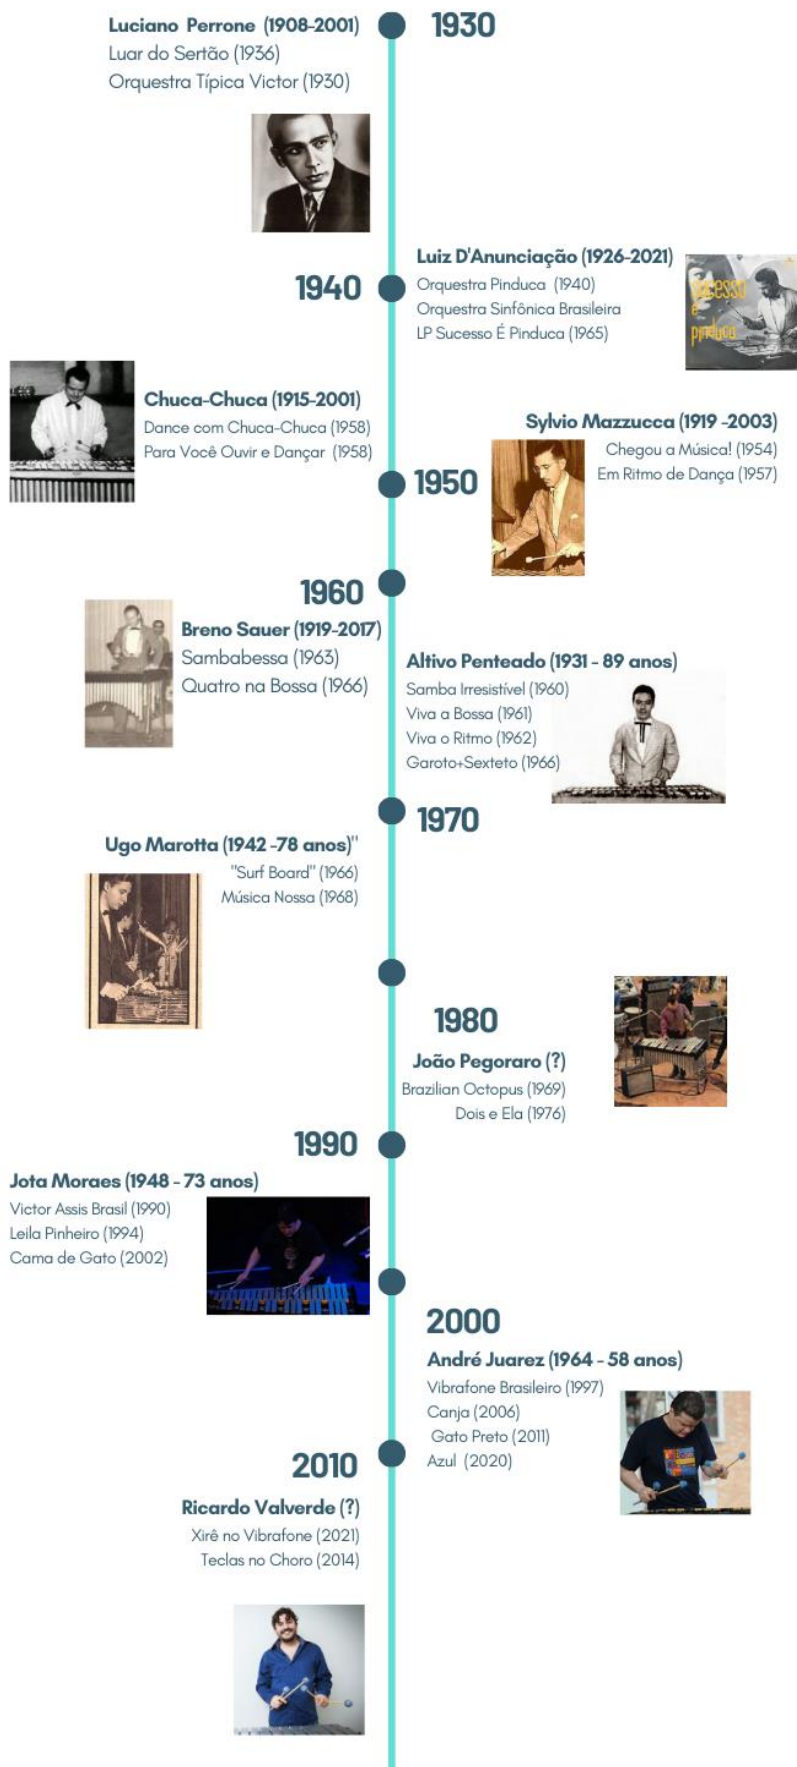 Luciano Perrone (1908-2001)
Luar do Sertão (1936)
Orquestra Típica Victor (1930)
1930
1940
Luiz D'Anunciação (1926-2021)
Orquestra Pinduca (1940)
Orquestra Sinfônica Brasileira
LP Sucesso É Pinduca (1965)
sucesso
é
pinduca
Chuca-Chuca (1915-2001)
Dance com Chuca-Chuca (1958)
Para Você Ouvir e Dançar (1958)
Sylvio Mazzucca (1919 -2003)
Chegou a Música! (1954)
Em Ritmo de Dança (1957)
1950
1960
Breno Sauer (1919-2017)
Sambabessa (1963)
Quatro na Bossa (1966)
Altivo Penteado (1931 - 89 anos)
Samba Irresistível (1960)
Viva a Bossa (1961)
Viva o Ritmo (1962)
Garoto+Sexteto (1966)
1970
Ugo Marotta (1942 -78 anos)"
"Surf Board" (1966)
Música Nossa (1968)
1980
João Pegoraro (?)
Brazilian Octopus (1969)
Dois e Ela (1976)
1990
Jota Moraes (1948 - 73 anos)
Victor Assis Brasil (1990)
Leila Pinheiro (1994)
Cama de Gato (2002)
2000
André Juarez (1964 - 58 anos)
Vibrafone Brasileiro (1997)
Canja (2006)
Gato Preto (2011)
Azul (2020)
2010
Ricardo Valverde (?)
Xirê no Vibrafone (2021)
Teclas no Choro (2014)